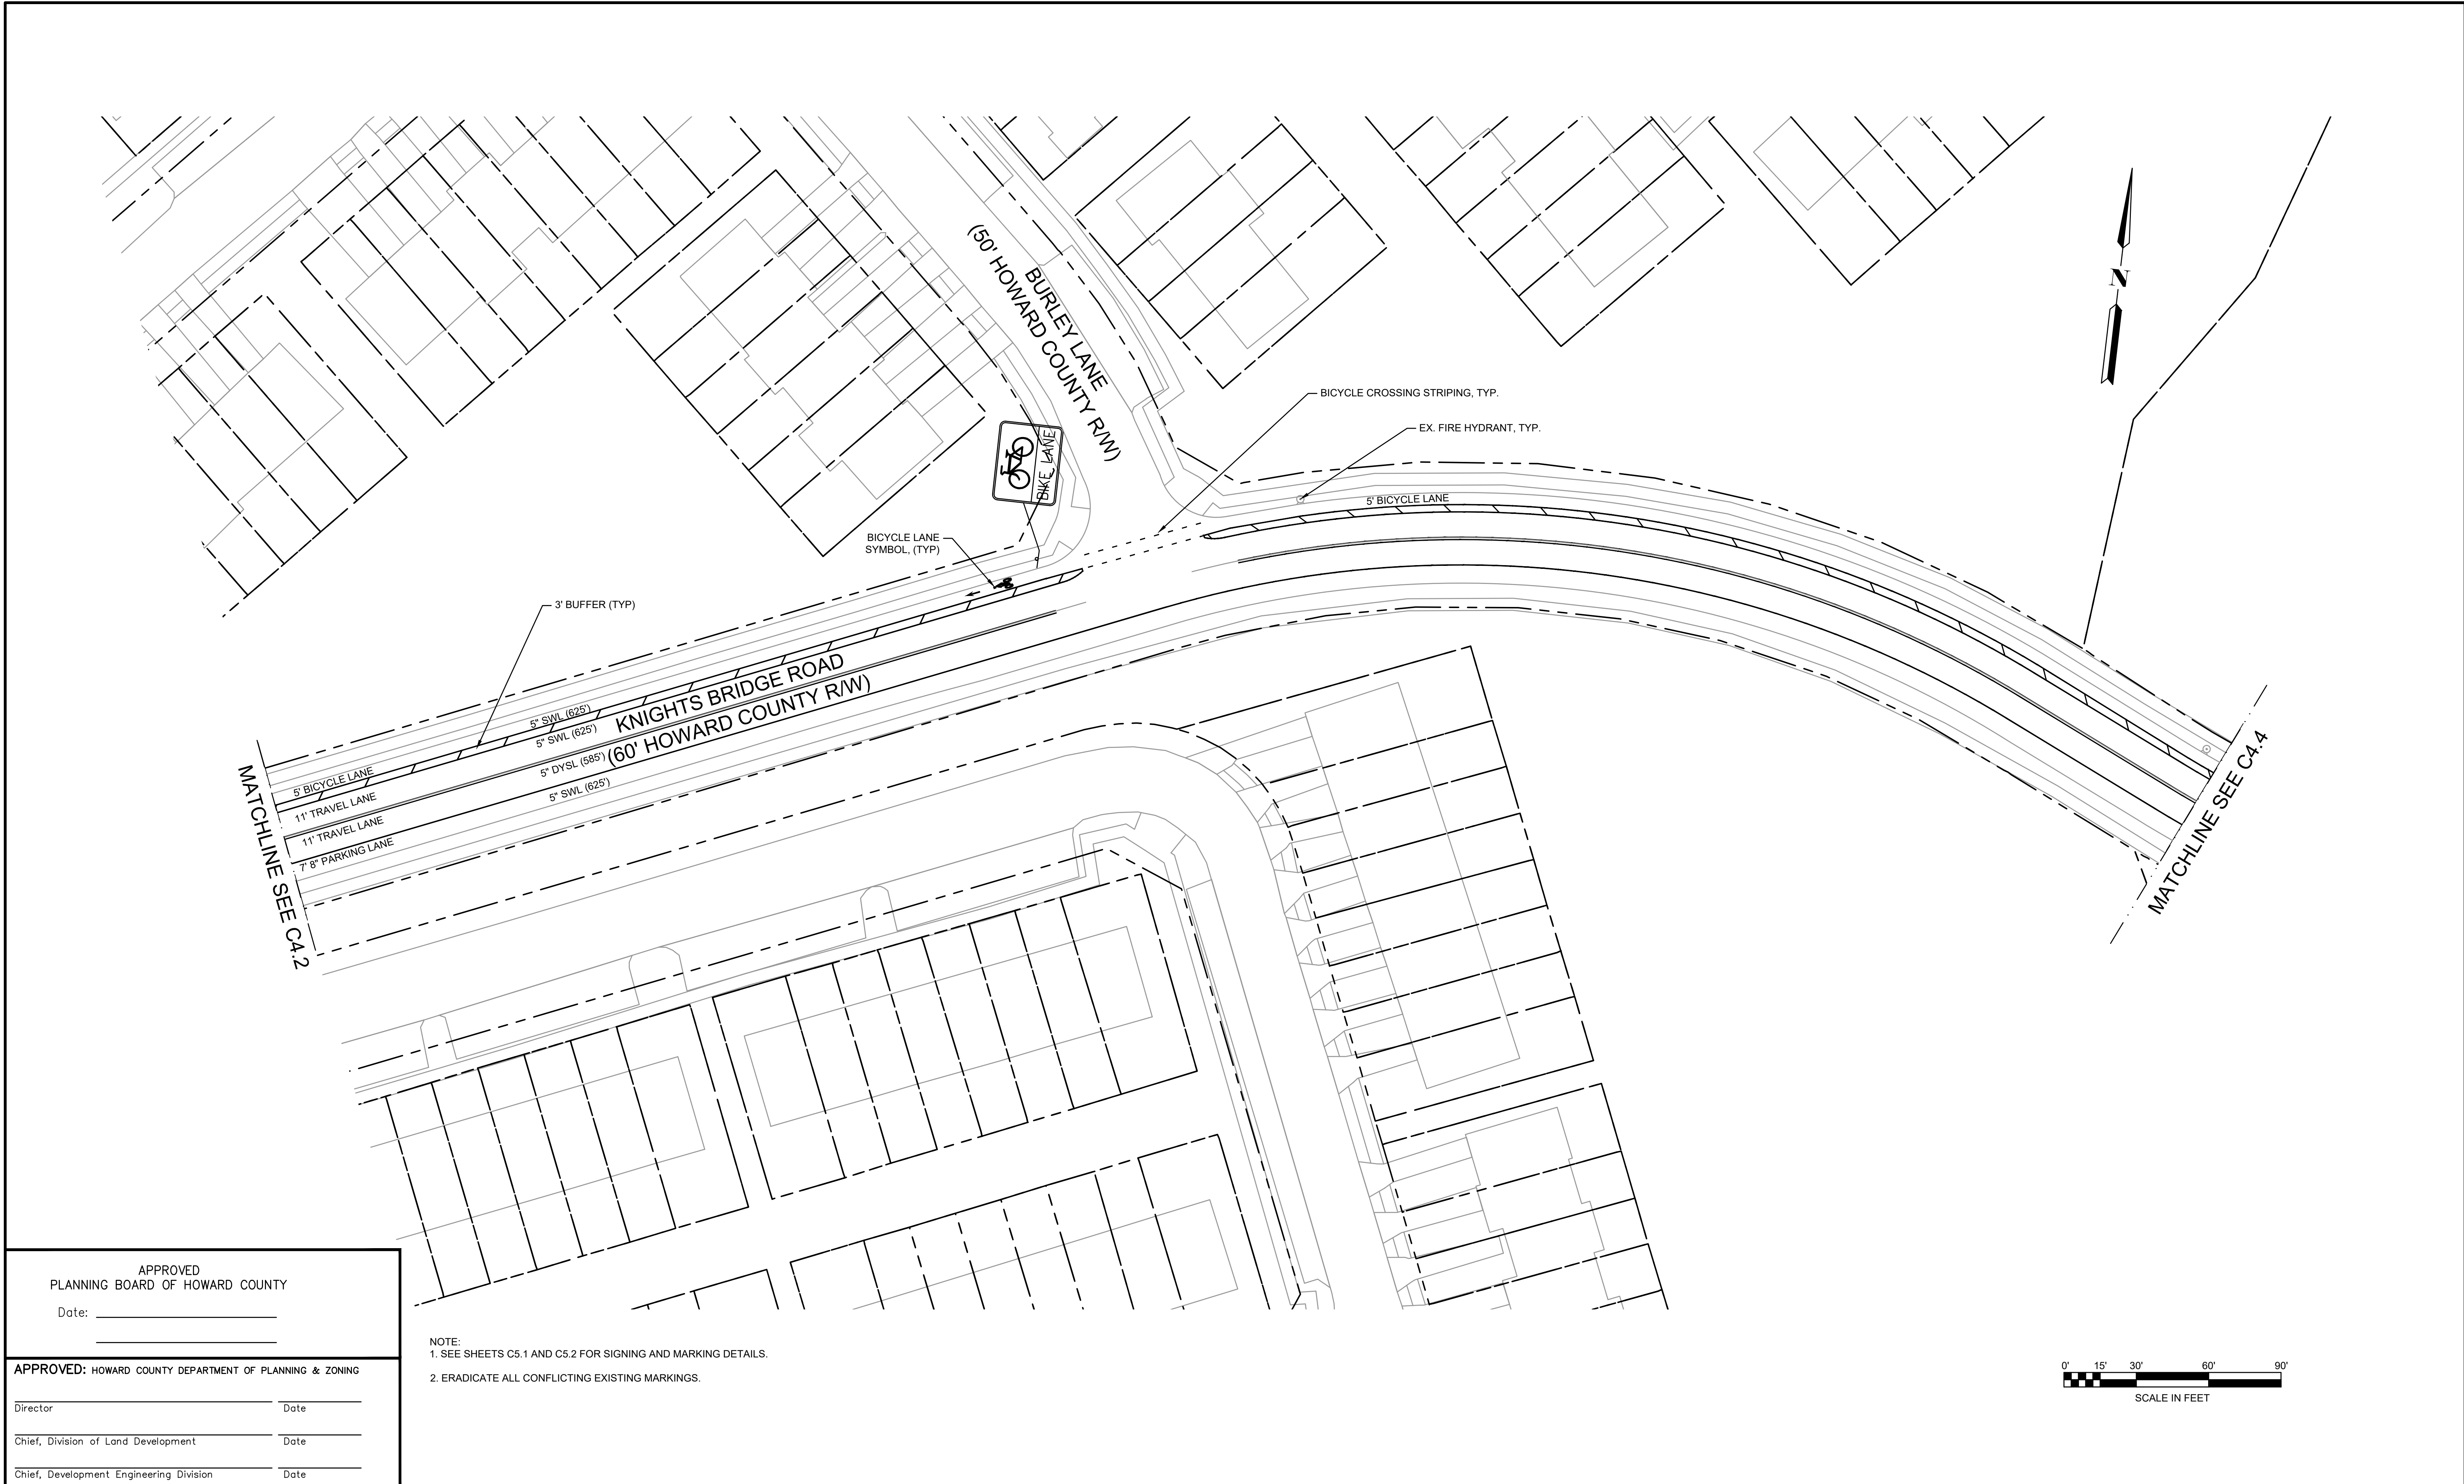 (50' HOWARD COUNTY R/W)
BURLEY LANE
N
BICYCLE CROSSING STRIPING, TYP.
EX. FIRE HYDRANT, TYP.
BIKE LANE
5' BICYCLE LANE
BICYCLE LANE
SYMBOL, (TYP)
3' BUFFER (TYP)
KNIGHTS BRIDGE ROAD
(60' HOWARD COUNTY R/W)
5" SWL (625')
5" SWL (625')
5" DYSL (585')
5" SWL (625')
5' BICYCLE LANE
11' TRAVEL LANE
11' TRAVEL LANE
7' 8" PARKING LANE
MATCHLINE SEE C4.2
MATCHLINE SEE C4.4
APPROVED
PLANNING BOARD OF HOWARD COUNTY
Date:
APPROVED: HOWARD COUNTY DEPARTMENT OF PLANNING & ZONING
Director Date
Chief, Division of Land Development Date
Chief, Development Engineering Division Date
NOTE:
1. SEE SHEETS C5.1 AND C5.2 FOR SIGNING AND MARKING DETAILS.
2. ERADICATE ALL CONFLICTING EXISTING MARKINGS.
0' 15' 30' 60' 90'
SCALE IN FEET